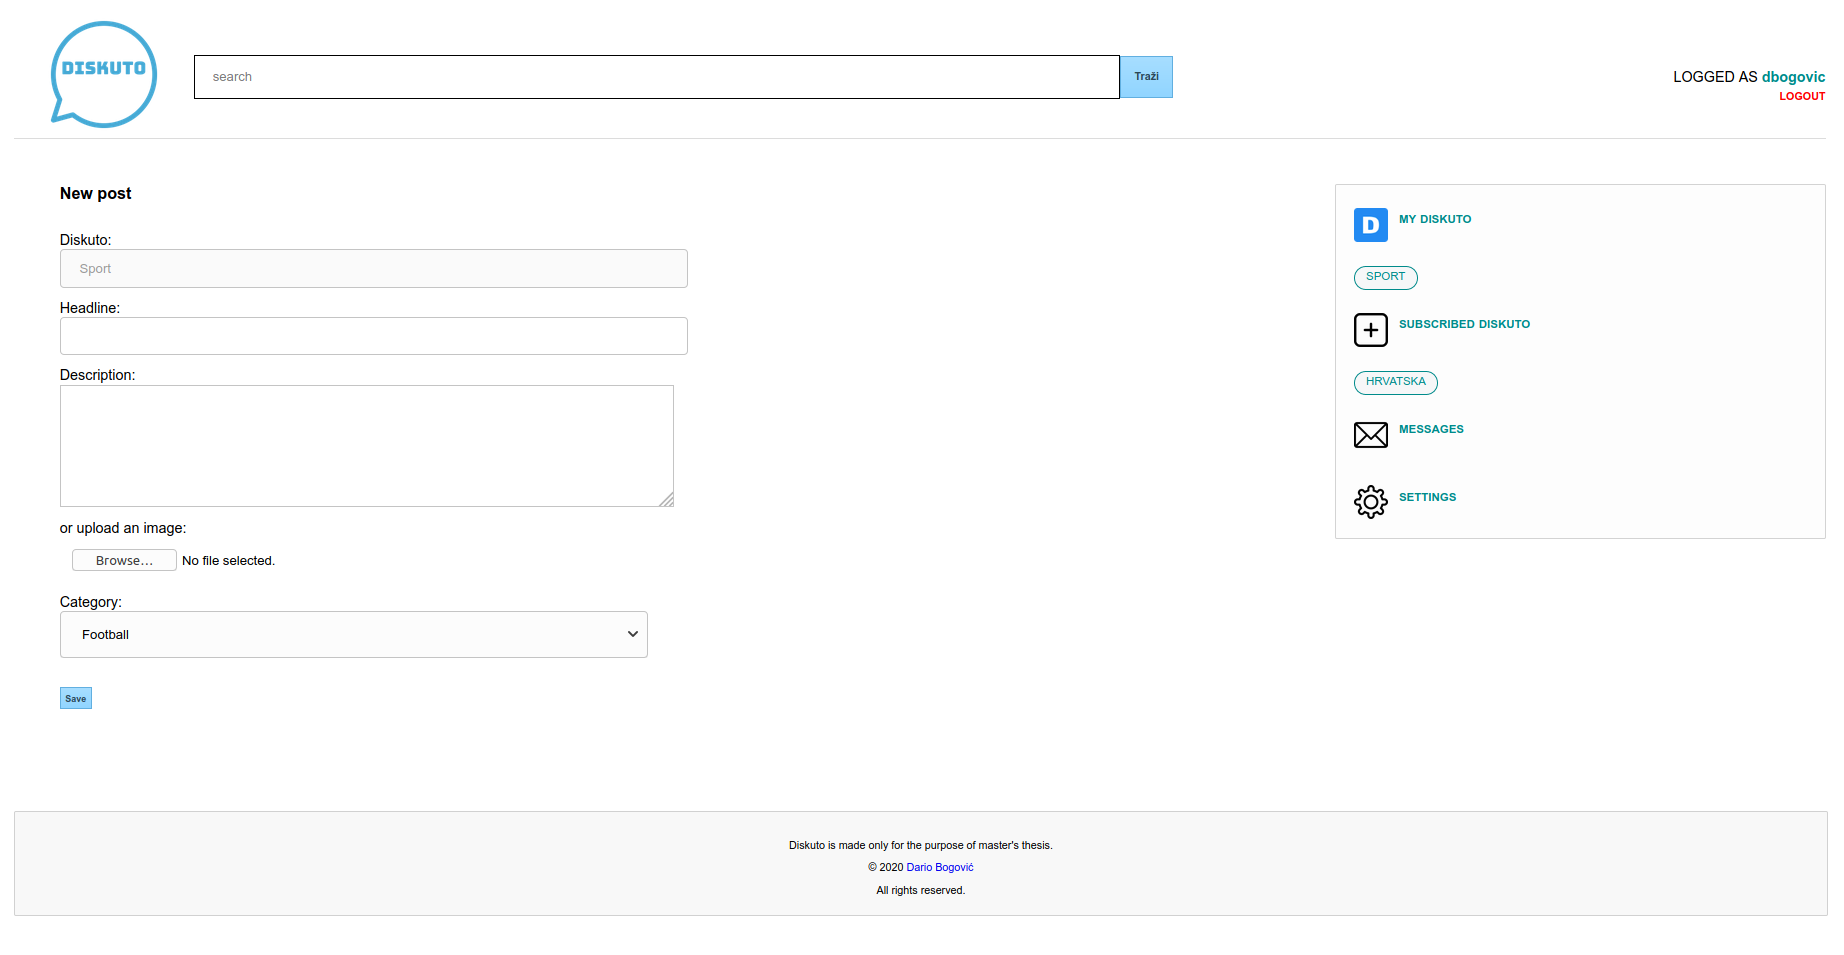 DISKUTO
search
Traži
LOGGED AS dbogovic
LOGOUT
New post
Diskuto:
Sport
Headline:
Description:
or upload an image:
Browse... No file selected.
Category:
Football
Save
D MY DISKUTO
SPORT
SUBSCRIBED DISKUTO
HRVATSKA
MESSAGES
SETTINGS
Diskuto is made only for the purpose of master's thesis.
© 2020 Dario Bogović
All rights reserved.